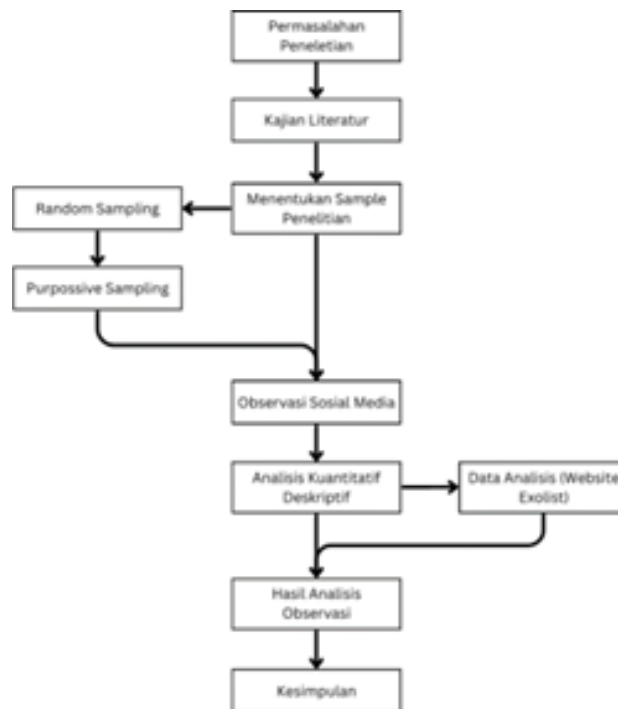 Permasalahan
Peneletian
Kajian Literatur
Menentukan Sample
Penelitian
Random Sampling
Purpossive Sampling
Observasi Sosial Media
Analisis Kuantitatif
Deskriptif
Data Analisis (Website
Exolist)
Hasil Analisis
Observasi
Kesimpulan